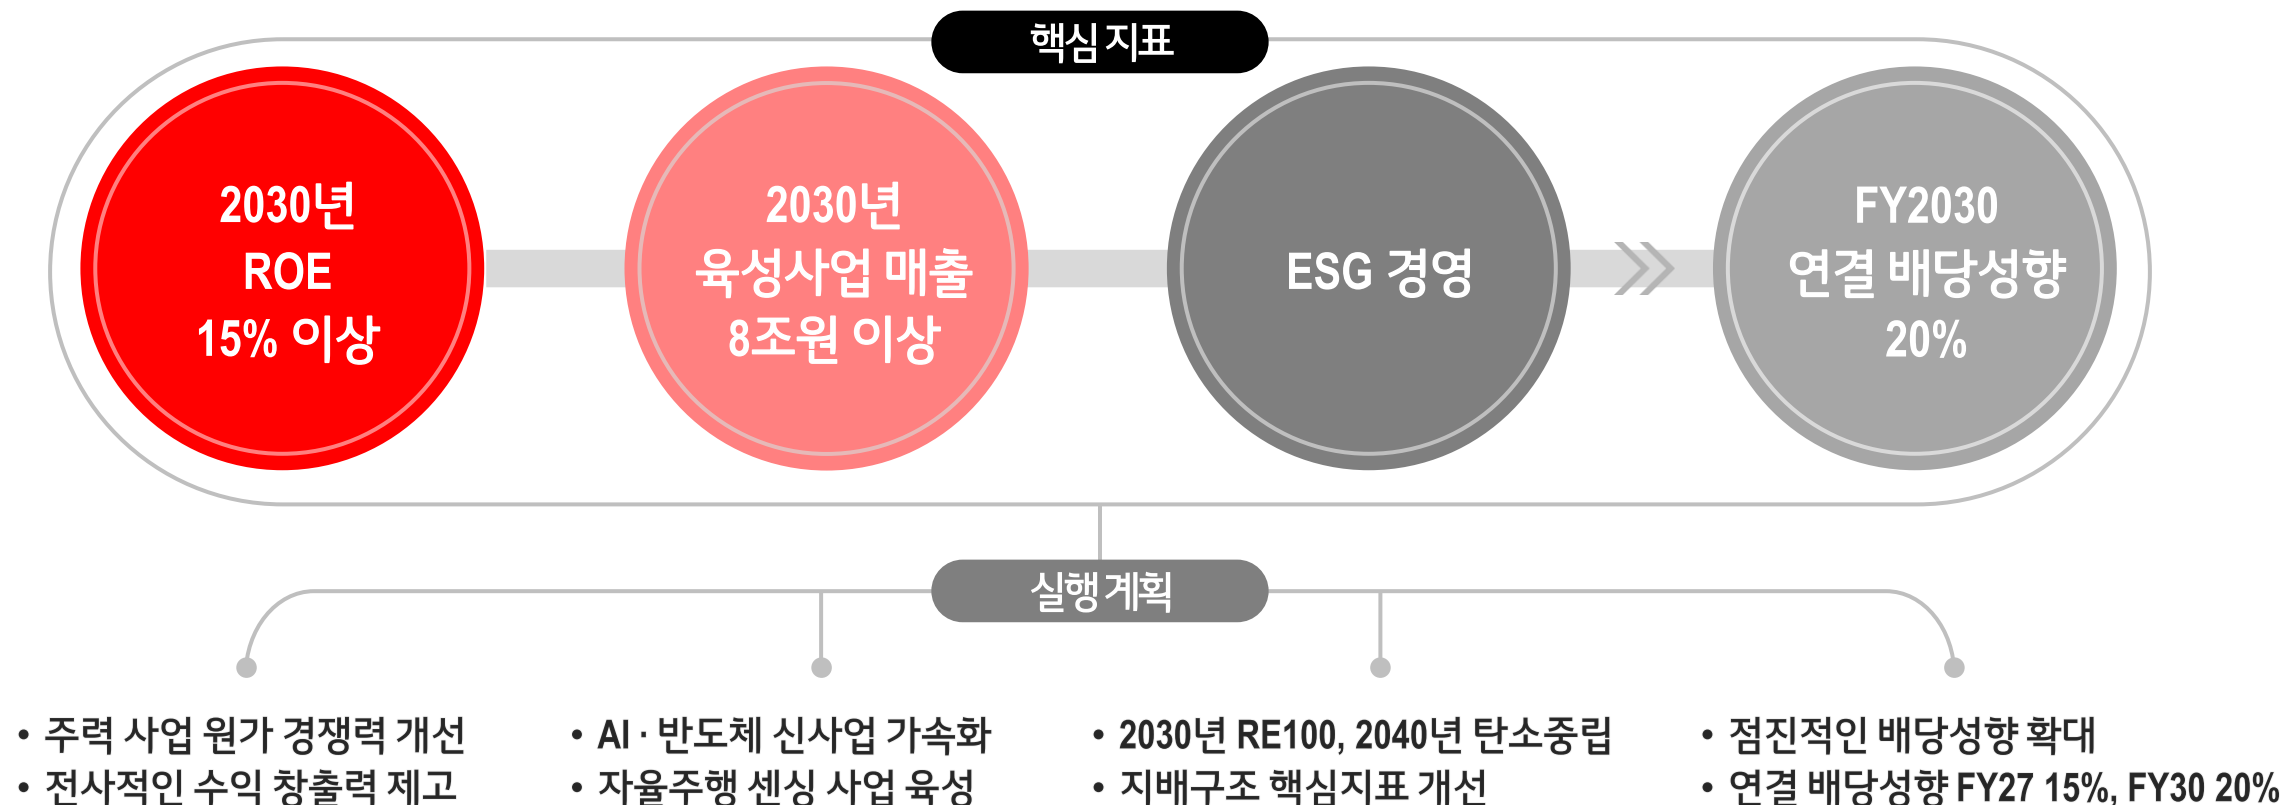 핵심 지표
2030년
ROE
15% 이상
2030년
육성사업 매출
8조원 이상
ESG 경영
FY2030
연결 배당성향
20%
실행 계획
• 주력 사업 원가 경쟁력 개선
• 전사적인 수익 창출력 제고
• AI · 반도체 신사업 가속화
• 자율주행 센싱 사업 육성
• 2030년 RE100, 2040년 탄소중립
• 지배구조 핵심지표 개선
• 점진적인 배당성향 확대
• 연결 배당성향 FY27 15%, FY30 20%